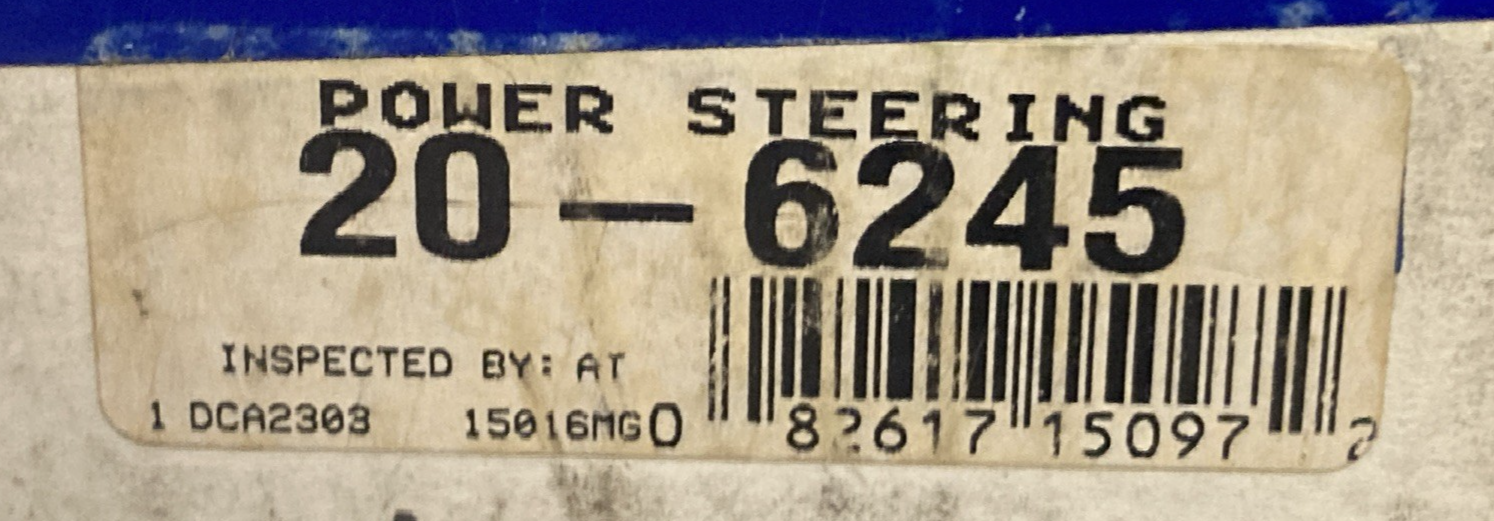 POWER STEERING
20-6245
INSPECTED BY: AT
1 DCA2303 15016MG
0 82617 15097 2